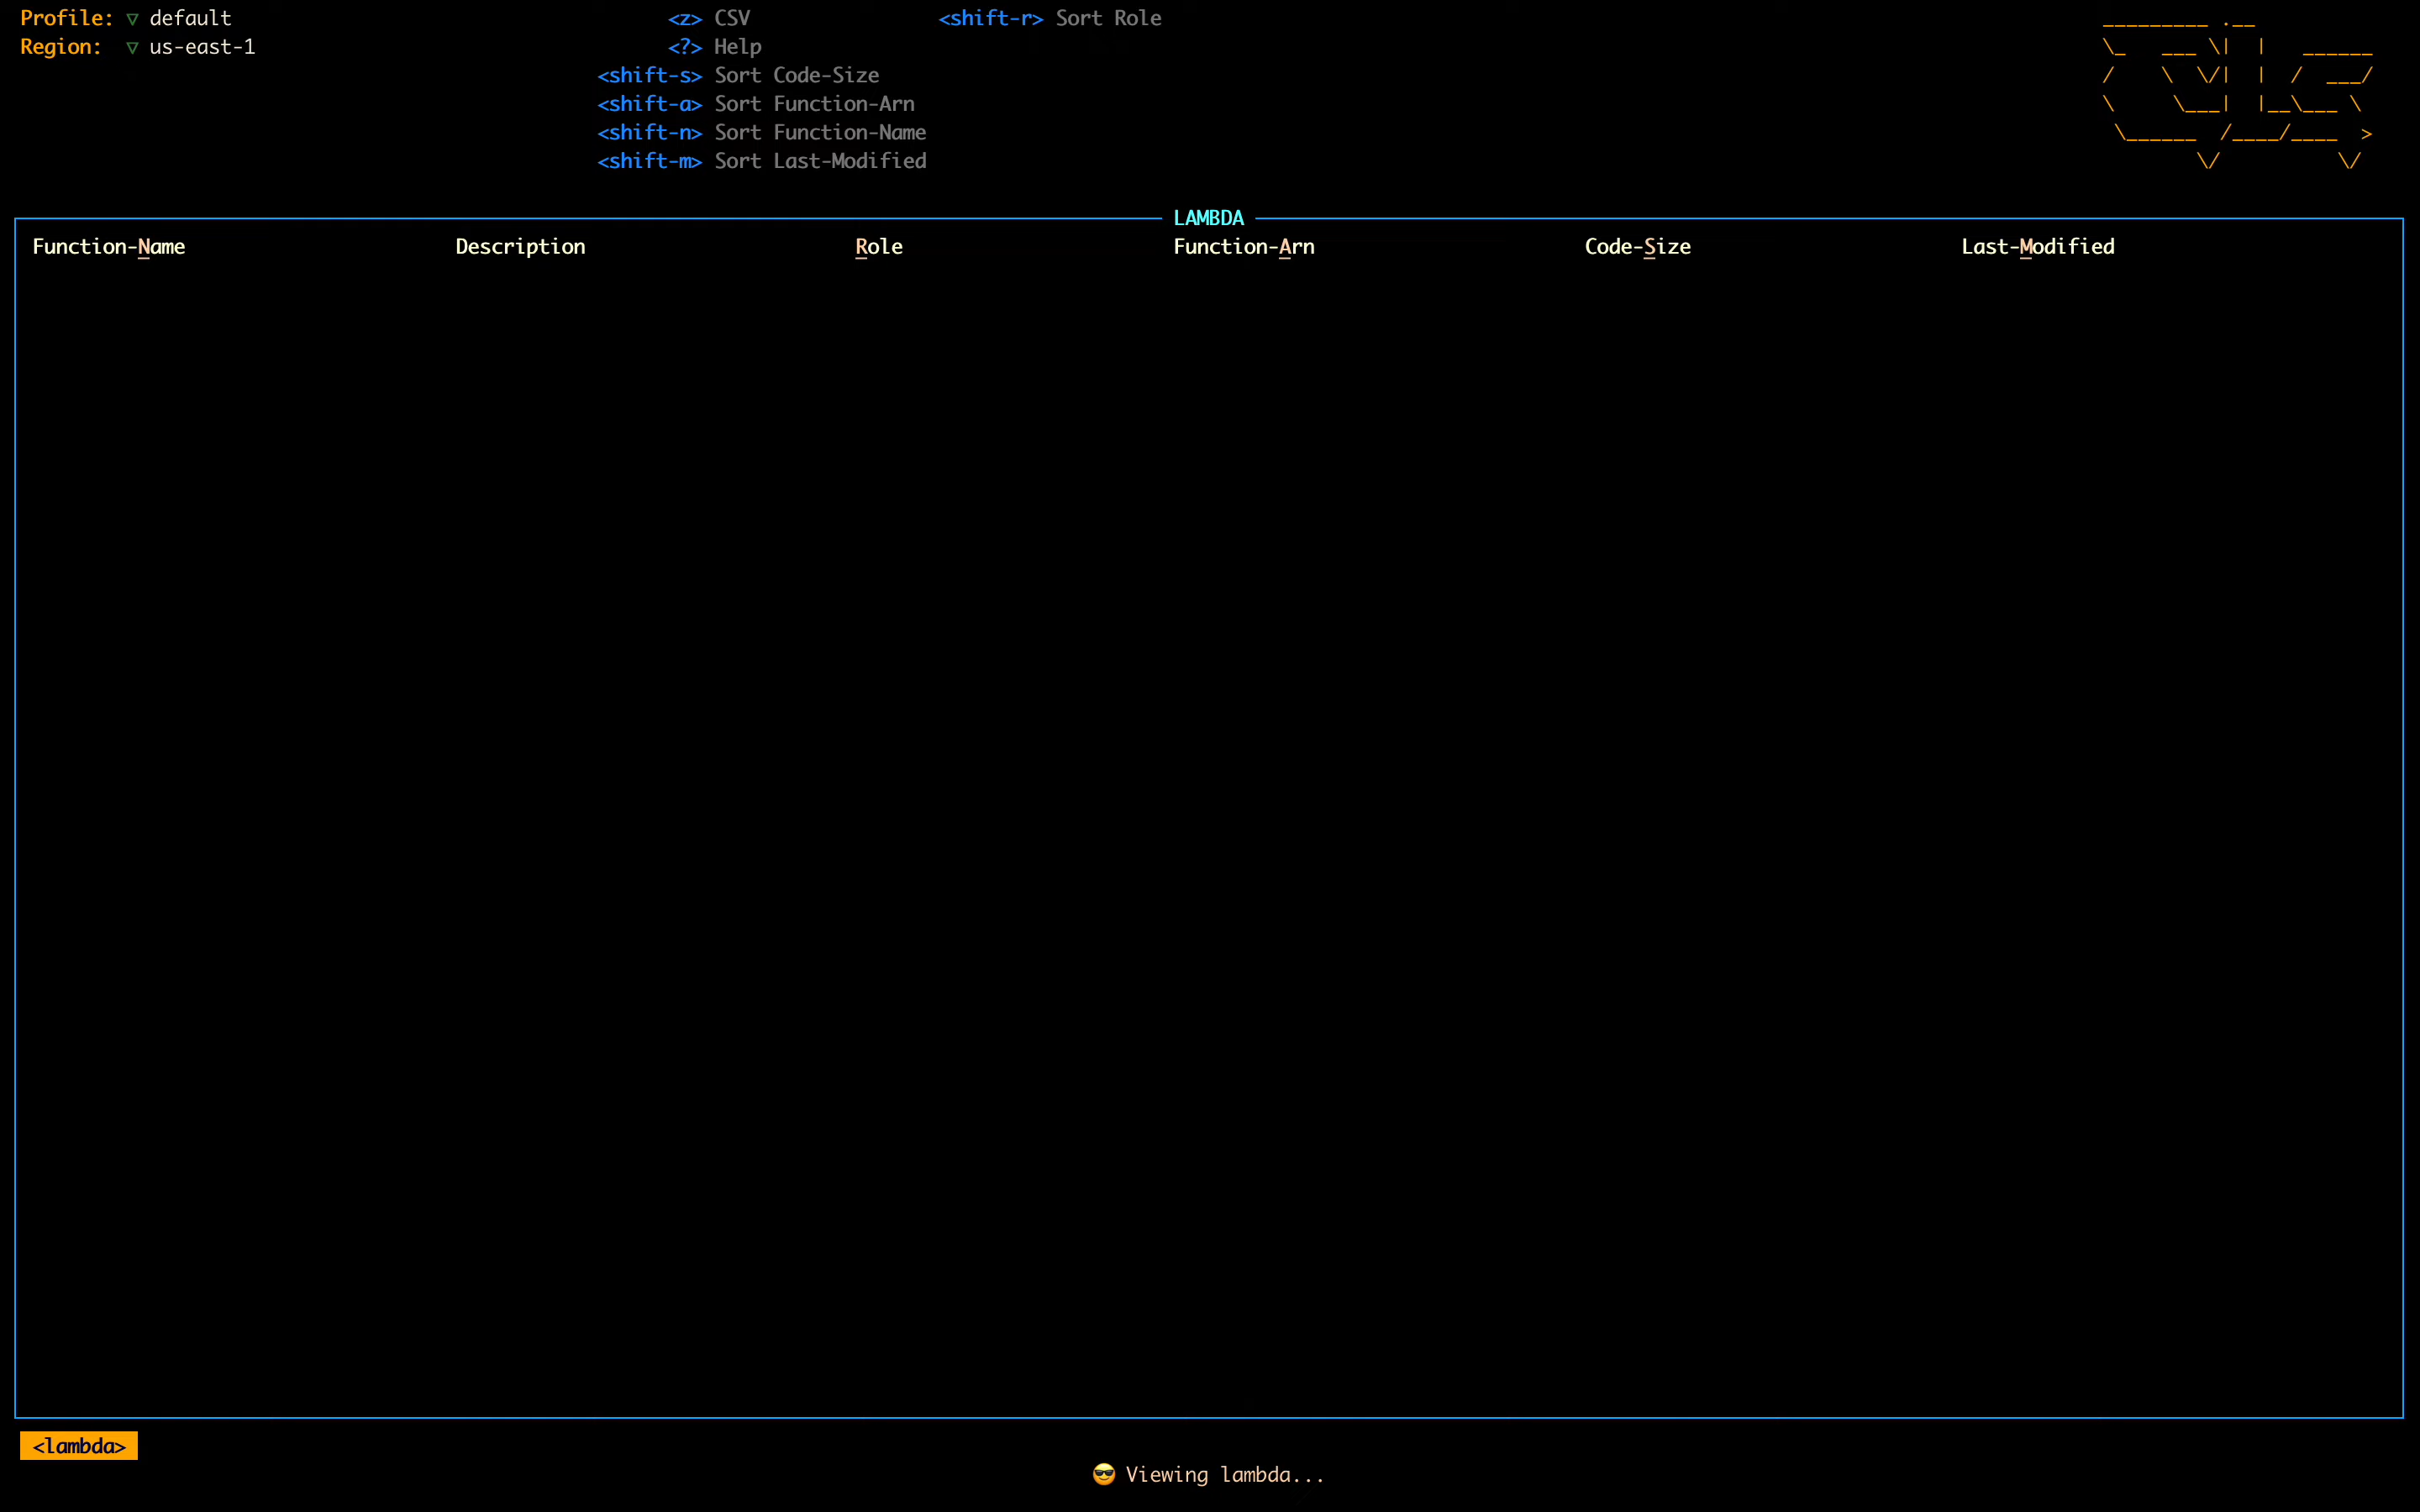 Profile: ▽ default
Region: ▽ us-east-1
<z> CSV
<?> Help
<shift-s> Sort Code-Size
<shift-a> Sort Function-Arn
<shift-n> Sort Function-Name
<shift-m> Sort Last-Modified
<shift-r> Sort Role
LAMBDA
Function-Name Description Role Function-Arn Code-Size Last-Modified
<lambda>
😎 Viewing lambda...